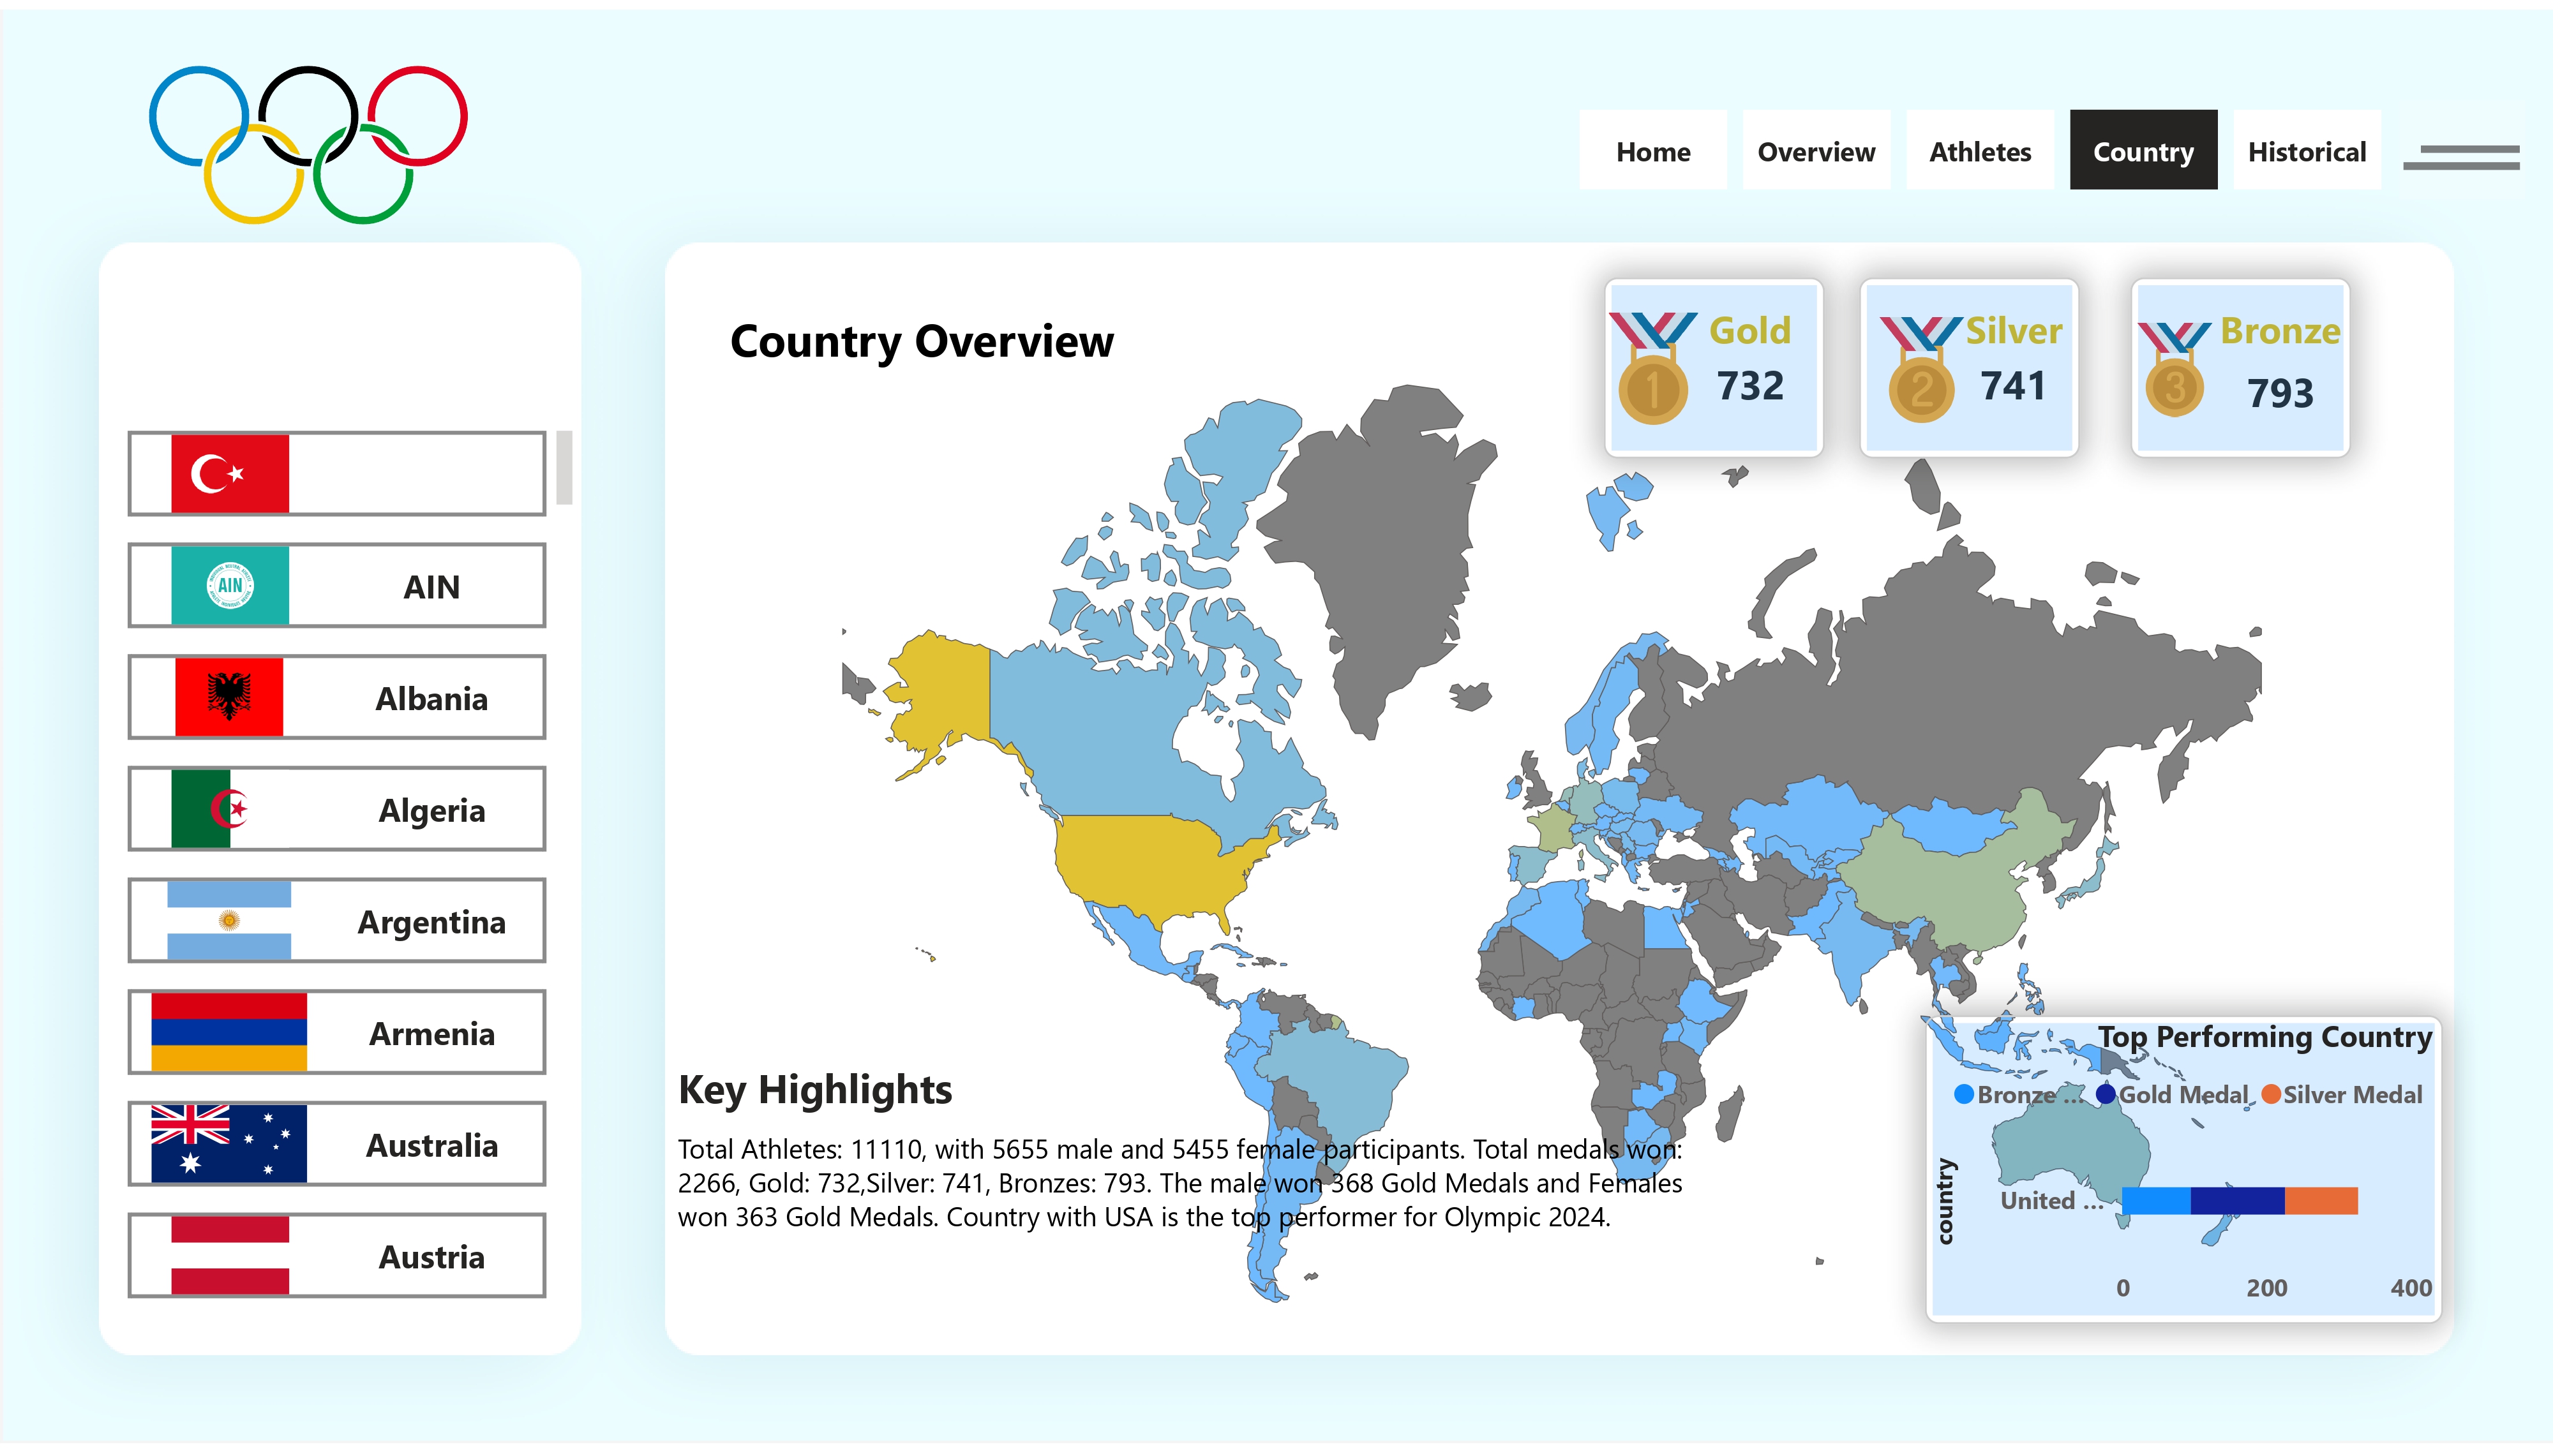 Home
Overview
Athletes
Country
Historical
Country Overview
Gold
732
Silver
741
Bronze
793
1
2
3
AIN
AIN
Albania
Algeria
Argentina
Armenia
Australia
Austria
Key Highlights
Total Athletes: 11110, with 5655 male and 5455 female participants. Total medals won:
2266, Gold: 732,Silver: 741, Bronzes: 793. The male won 368 Gold Medals and Females
won 363 Gold Medals. Country with USA is the top performer for Olympic 2024.
Top Performing Country
Bronze ... Gold Medal Silver Medal
country
United ...
0 200 400